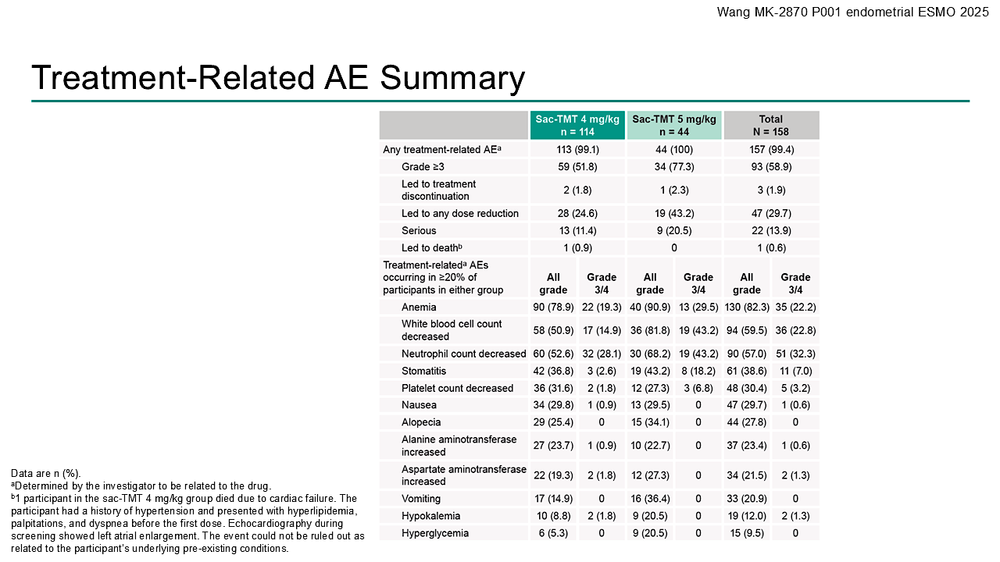 Wang MK-2870 P001 endometrial ESMO 2025
Treatment-Related AE Summary
Sac-TMT 4 mg/kg n = 114 Sac-TMT 5 mg/kg n = 44 Total N = 158
Any treatment-related AEᵃ 113 (99.1) 44 (100) 157 (99.4)
Grade ≥3 59 (51.8) 34 (77.3) 93 (58.9)
Led to treatment discontinuation 2 (1.8) 1 (2.3) 3 (1.9)
Led to any dose reduction 28 (24.6) 19 (43.2) 47 (29.7)
Serious 13 (11.4) 9 (20.5) 22 (13.9)
Led to deathᵇ 1 (0.9) 0 1 (0.6)
Treatment-relatedᵃ AEs occurring in ≥20% of participants in either group All grade Grade 3/4 All grade Grade 3/4 All grade Grade 3/4
Anemia 90 (78.9) 22 (19.3) 40 (90.9) 13 (29.5) 130 (82.3) 35 (22.2)
White blood cell count decreased 58 (50.9) 17 (14.9) 36 (81.8) 19 (43.2) 94 (59.5) 36 (22.8)
Neutrophil count decreased 60 (52.6) 32 (28.1) 30 (68.2) 19 (43.2) 90 (57.0) 51 (32.3)
Stomatitis 42 (36.8) 3 (2.6) 19 (43.2) 8 (18.2) 61 (38.6) 11 (7.0)
Platelet count decreased 36 (31.6) 2 (1.8) 12 (27.3) 3 (6.8) 48 (30.4) 5 (3.2)
Nausea 34 (29.8) 1 (0.9) 13 (29.5) 0 47 (29.7) 1 (0.6)
Alopecia 29 (25.4) 0 15 (34.1) 0 44 (27.8) 0
Alanine aminotransferase increased 27 (23.7) 1 (0.9) 10 (22.7) 0 37 (23.4) 1 (0.6)
Aspartate aminotransferase increased 22 (19.3) 2 (1.8) 12 (27.3) 0 34 (21.5) 2 (1.3)
Vomiting 17 (14.9) 0 16 (36.4) 0 33 (20.9) 0
Hypokalemia 10 (8.8) 2 (1.8) 9 (20.5) 0 19 (12.0) 2 (1.3)
Hyperglycemia 6 (5.3) 0 9 (20.5) 0 15 (9.5) 0
Data are n (%).
ᵃDetermined by the investigator to be related to the drug.
ᵇ1 participant in the sac-TMT 4 mg/kg group died due to cardiac failure. The
participant had a history of hypertension and presented with hyperlipidemia,
palpitations, and dyspnea before the first dose. Echocardiography during
screening showed left atrial enlargement. The event could not be ruled out as
related to the participant's underlying pre-existing conditions.